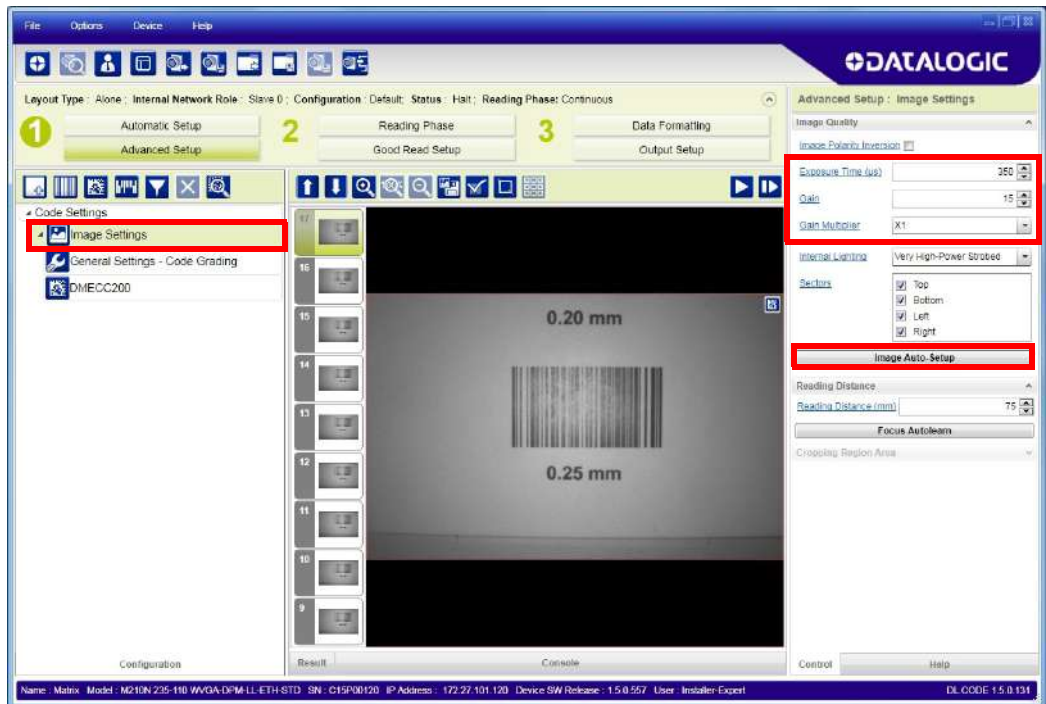 File Options Device Help
DATALOGIC
Layout Type : Alone ; Internal Network Role : Slave 0 ; Configuration : Default; Status : Halt ; Reading Phase: Continuous
1 Automatic Setup
Advanced Setup
2 Reading Phase
Good Read Setup
3 Data Formatting
Output Setup
Code Settings
Image Settings
General Settings - Code Grading
DMECC200
Configuration
17
16
15
14
13
12
11
10
9
0.20 mm
0.25 mm
Result Console
Advanced Setup : Image Settings
Image Quality
Image Polarity Inversion
Exposure Time (µs) 350
Gain 15
Gain Multiplier X1
Internal Lighting Very High-Power Strobed
Sectors Top
Bottom
Left
Right
Image Auto-Setup
Reading Distance
Reading Distance (mm) 75
Focus Autolearn
Cropping Region Area
Control Help
Name : Matrix Model : M210N 235-110 WVGA-DPM-LL-ETH-STD SN : C15P00120 IP Address : 172.27.101.120 Device SW Release : 1.5.0.557 User : Installer-Expert DL.CODE 1.5.0.131